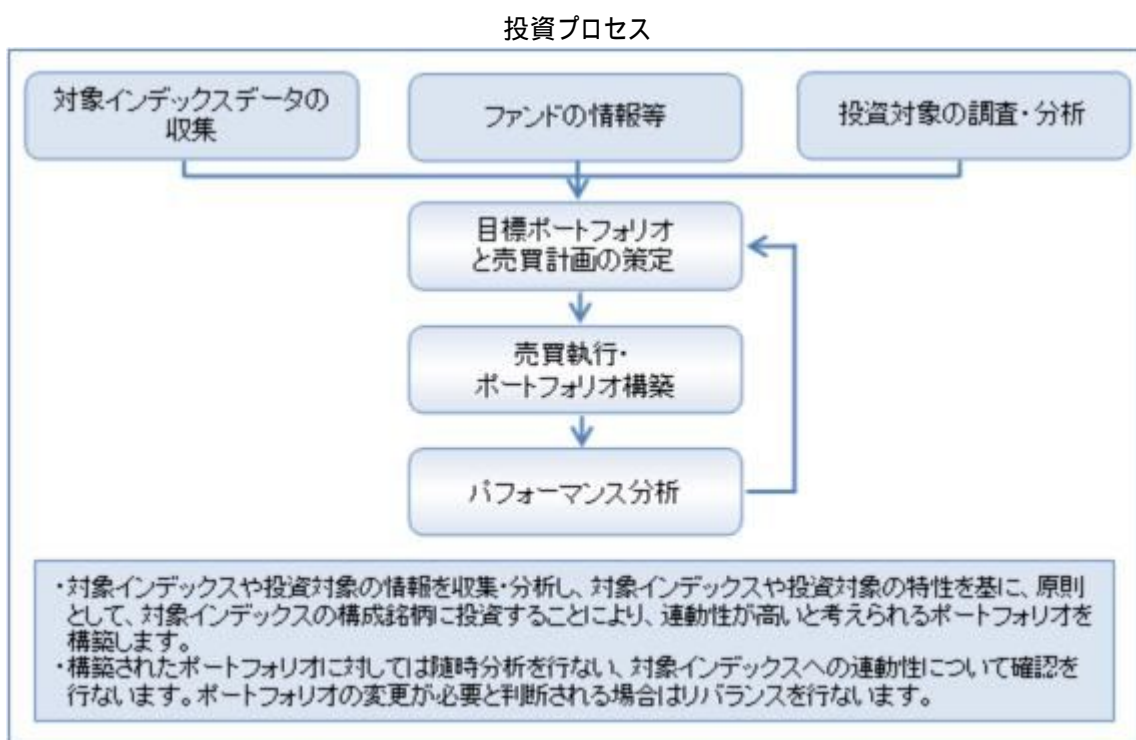 投資プロセス
対象インデックスデータの
収集
ファンドの情報等
投資対象の調査・分析
目標ポートフォリオ
と売買計画の策定
売買執行・
ポートフォリオ構築
パフォーマンス分析
・対象インデックスや投資対象の情報を収集・分析し、対象インデックスや投資対象の特性を基に、原則
として、対象インデックスの構成銘柄に投資することにより、連動性が高いと考えられるポートフォリオを
構築します。
・構築されたポートフォリオに対しては随時分析を行ない、対象インデックスへの連動性について確認を
行ないます。ポートフォリオの変更が必要と判断される場合はリバランスを行ないます。